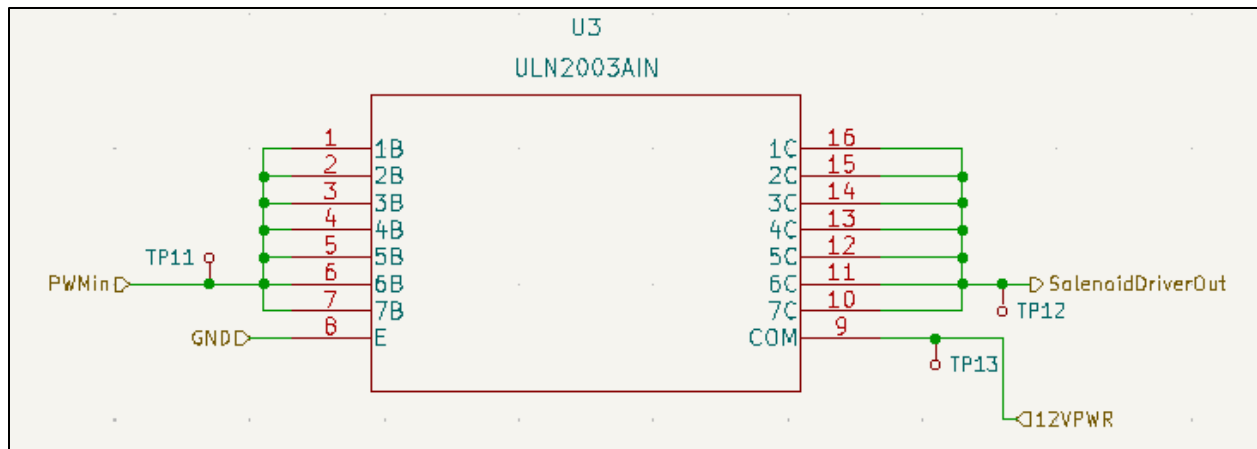 U3
ULN2003AIN
1 1B 1C 16
2 2B 2C 15
3 3B 3C 14
4 4B 4C 13
TP11 5 5B 5C 12
PWMin 6 6B 6C 11 SolenoidDriverOut
7 7B 7C 10 TP12
GND 8 E COM 9
TP13
12VPWR